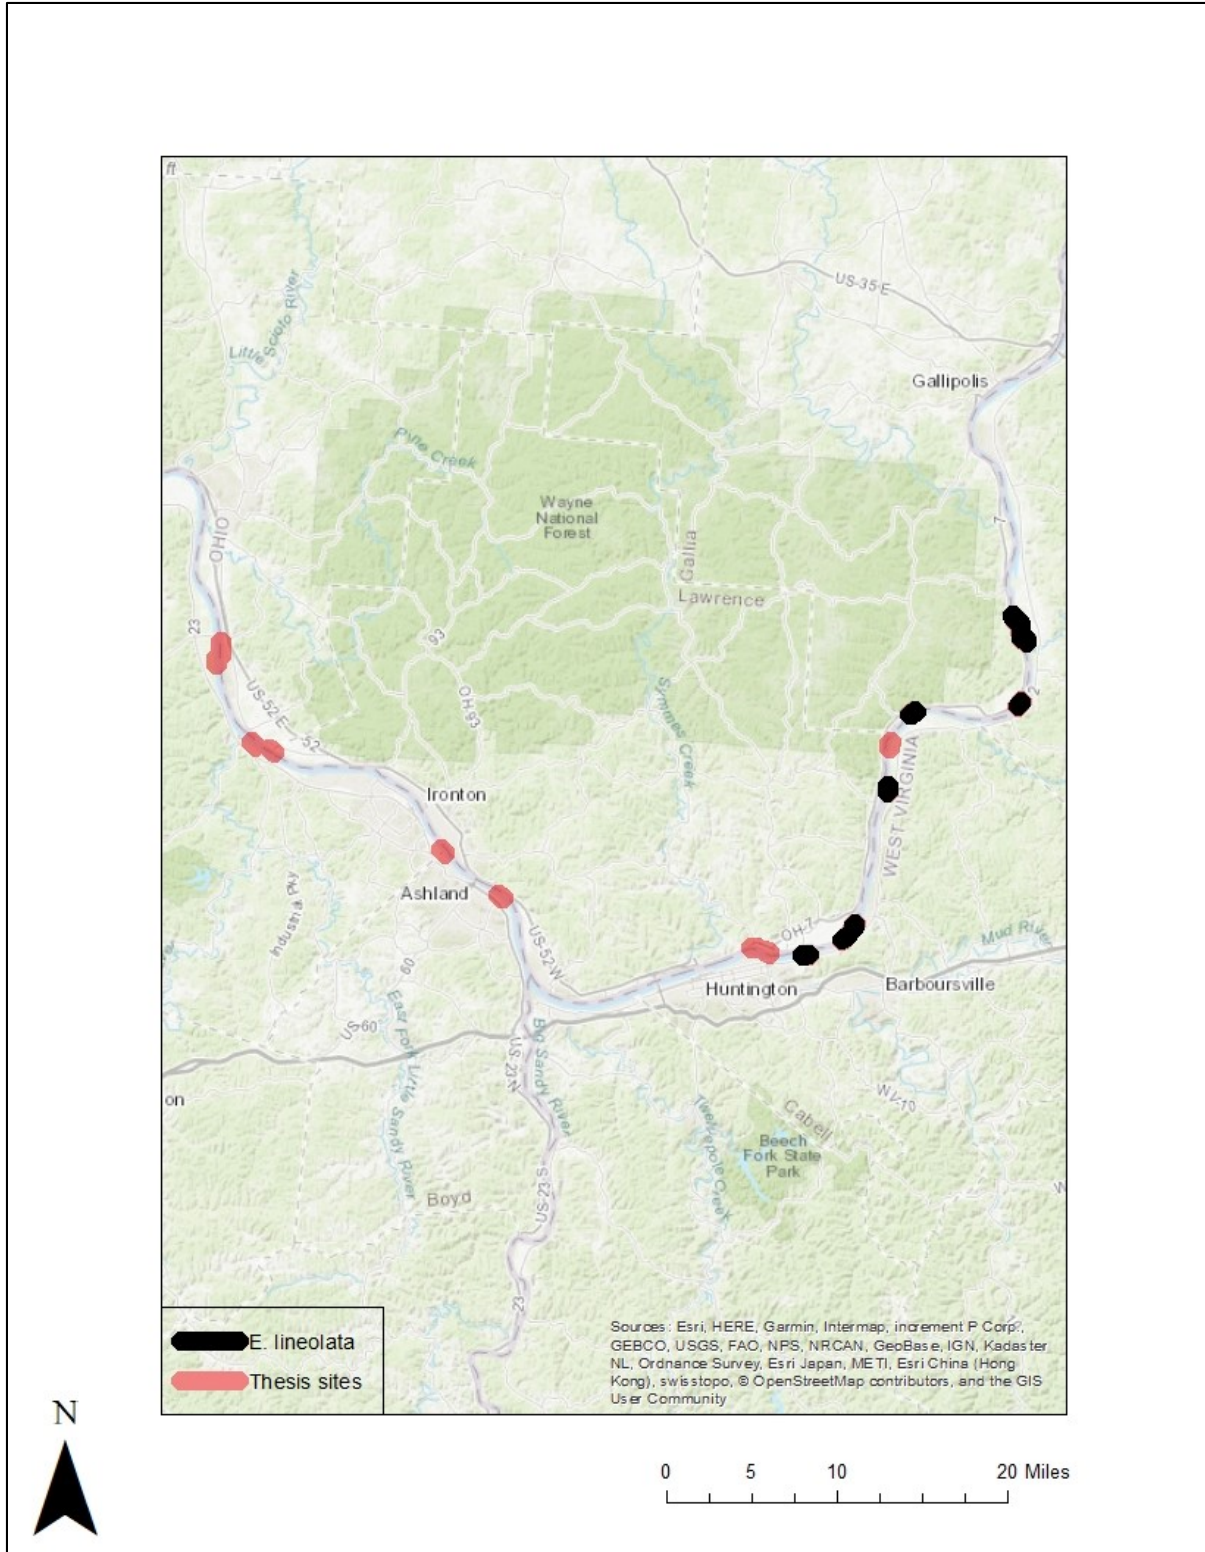 ft
Little Scioto River
US-35-E
Gallipolis
Pine Creek
Wayne
National
Forest
OHIO
7
Gallia
Lawrence
23
93
OH-93
US-52-E
52
Symmes Creek
2
WEST VIRGINIA
Ironton
Ashland
Industrial Pky
US-52-W
OH-7
Mud River
Huntington
Barboursville
60
US-60
East Fork Little Sandy River
US-23-N
Big Sandy River
on
WV-10
Twelvepole Creek
Cabell
Beech
Fork State
Park
W
Boyd
US-23-S
23
E. lineolata
Thesis sites
Sources: Esri, HERE, Garmin, Intermap, increment P Corp.,
GEBCO, USGS, FAO, NPS, NRCAN, GeoBase, IGN, Kadaster
NL, Ordnance Survey, Esri Japan, METI, Esri China (Hong
Kong), swisstopo, © OpenStreetMap contributors, and the GIS
User Community
N
0 5 10 20 Miles